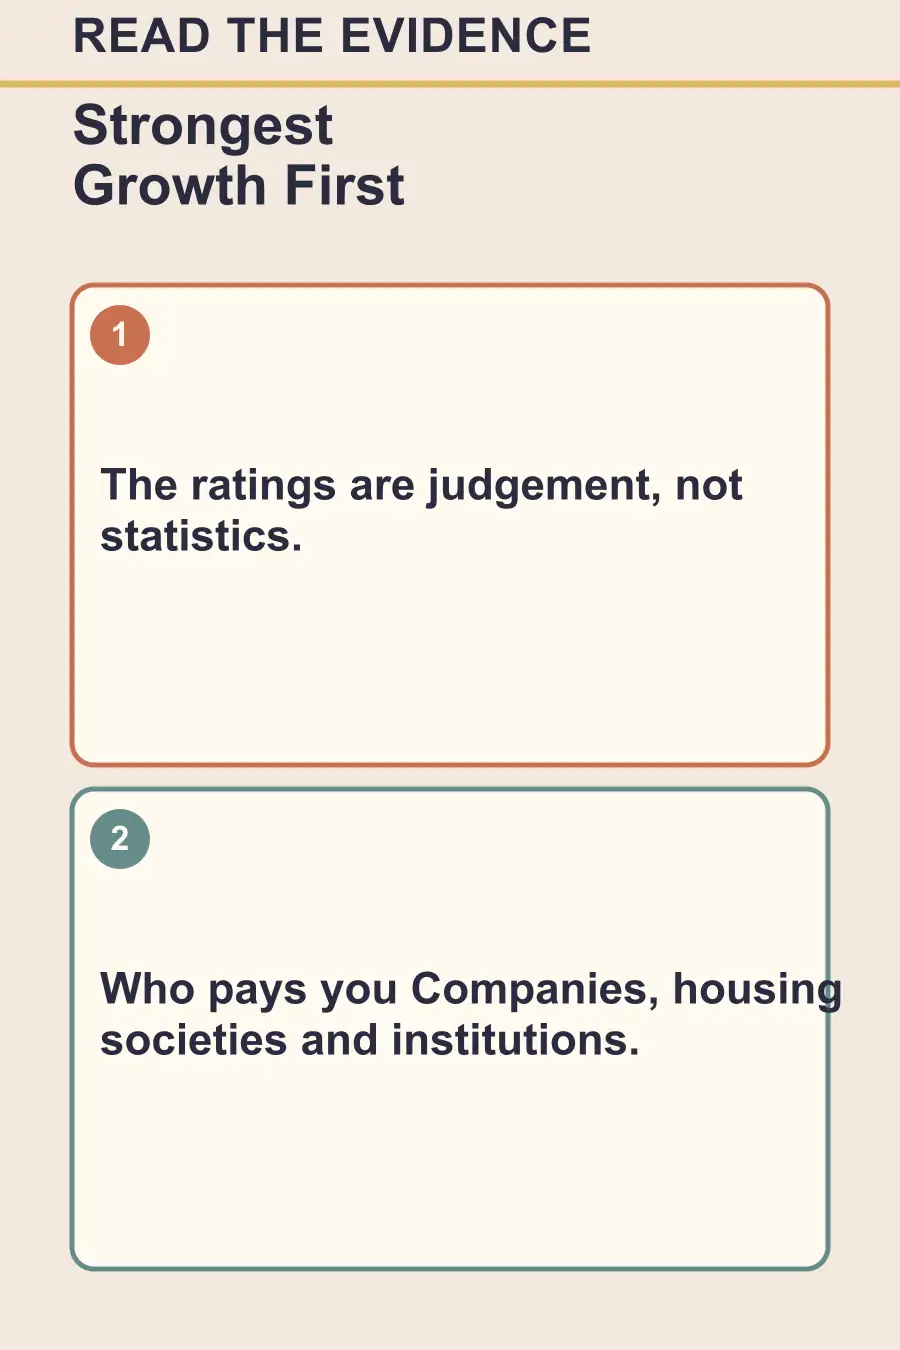 READ THE EVIDENCE
Strongest
Growth First
1
The ratings are judgement, not
statistics.
2
Who pays you Companies, housing
societies and institutions.